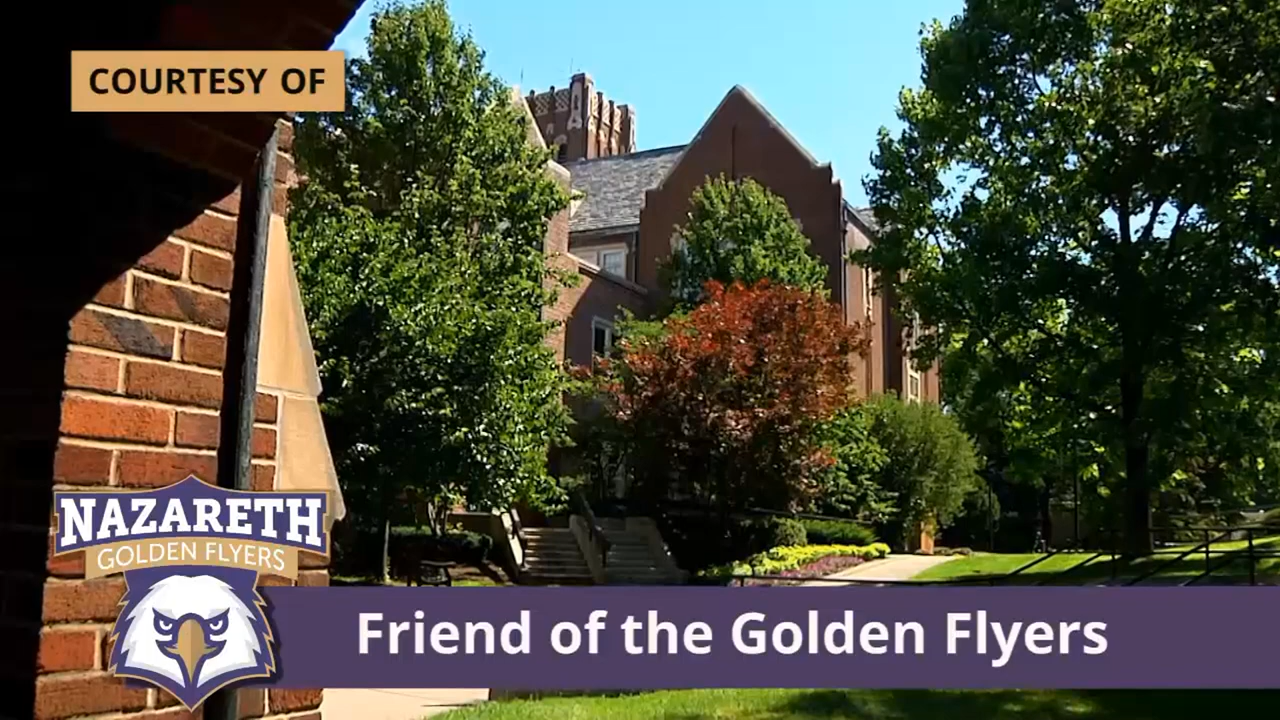 COURTESY OF
NAZARETH
GOLDEN FLYERS
Friend of the Golden Flyers